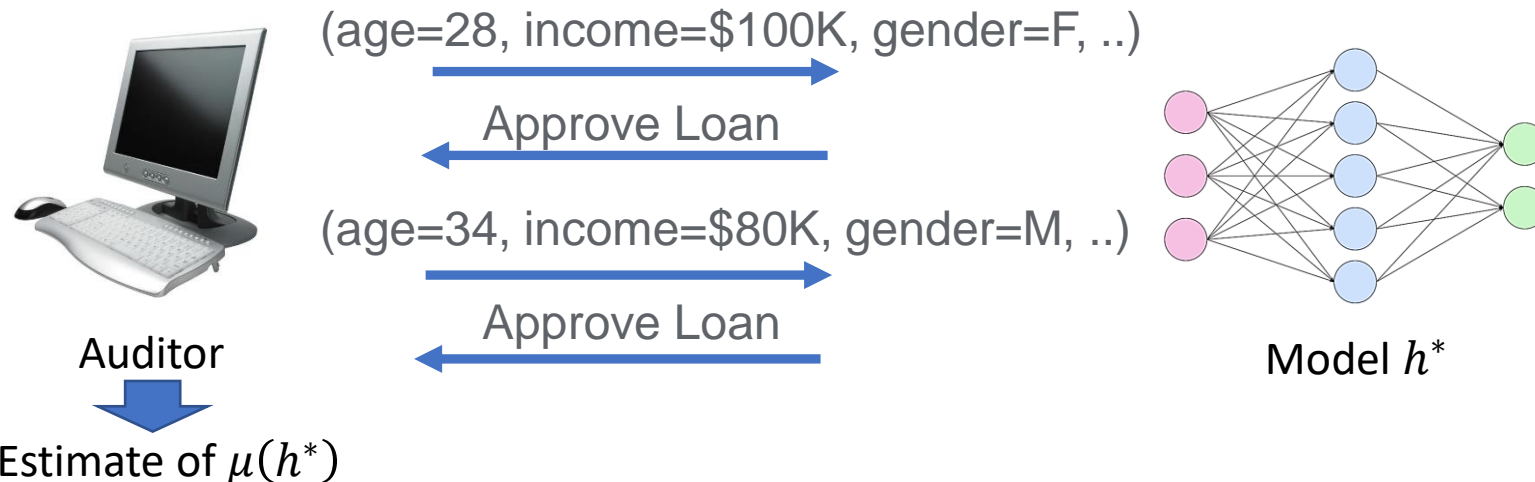 (age=28, income=$100K, gender=F, ..)
Approve Loan
(age=34, income=$80K, gender=M, ..)
Approve Loan
Auditor
Model h*
Estimate of μ(h*)